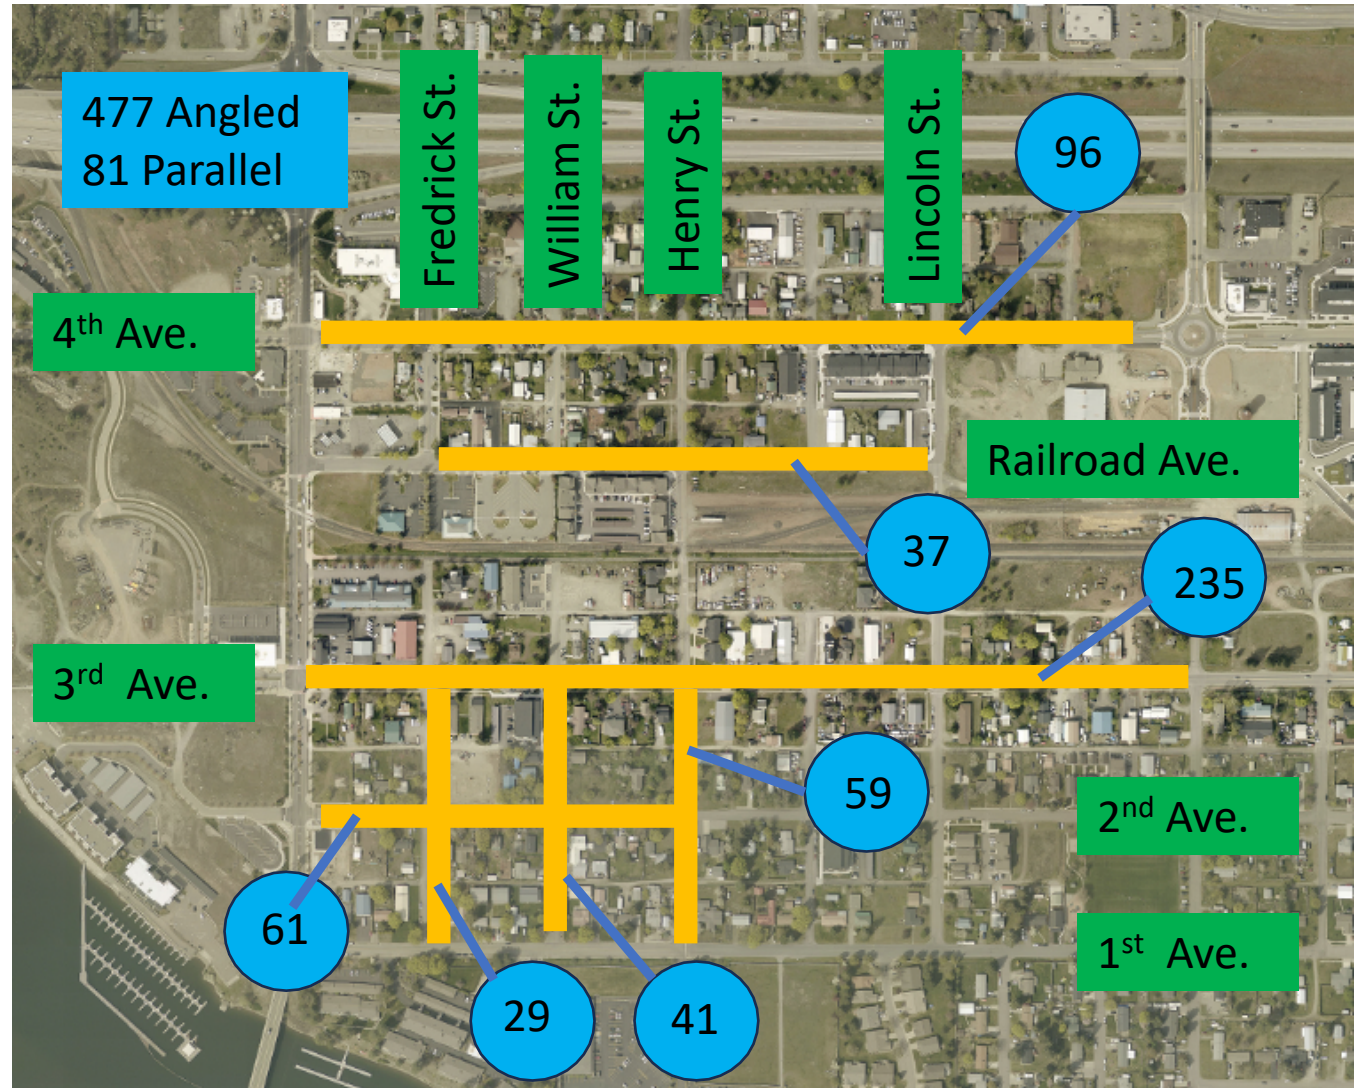 477 Angled
81 Parallel
Fredrick St.
William St.
Henry St.
Lincoln St.
96
4th Ave.
Railroad Ave.
37
235
3rd Ave.
59
2nd Ave.
61
1st Ave.
29
41